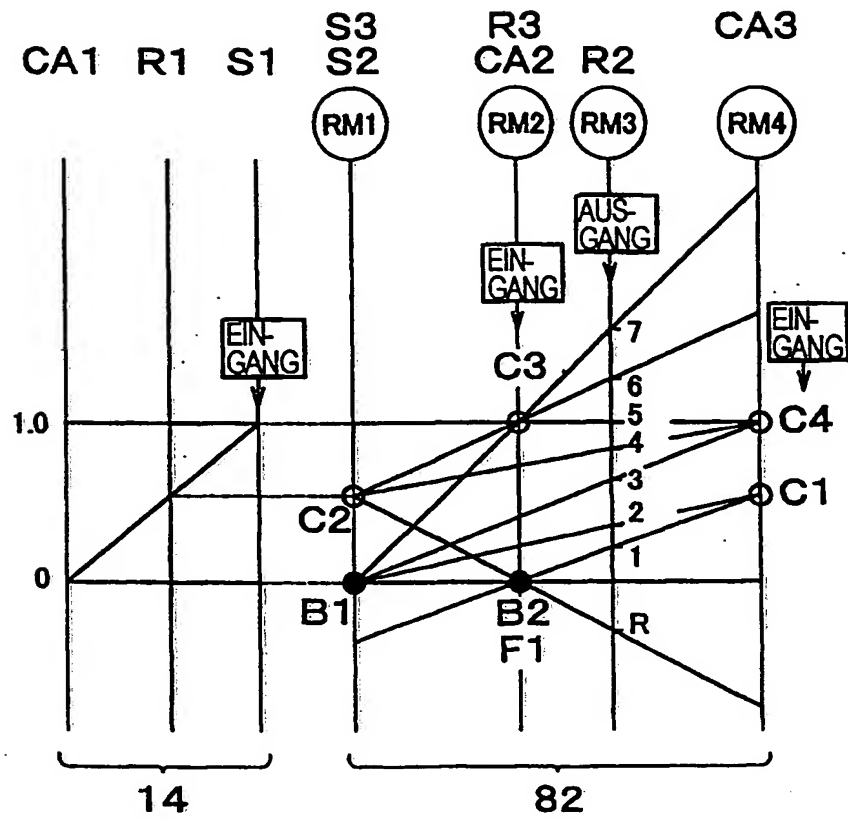 S3 R3 CA3
CA1 R1 S1 S2 CA2 R2
RM1 RM2 RM3 RM4
AUS-
GANG
EIN-
GANG
EIN-
GANG
EIN-
GANG
7
C3
6
1.0
5
C4
4
3
C2
2
C1
1
0
B1
B2
R
F1
14 82